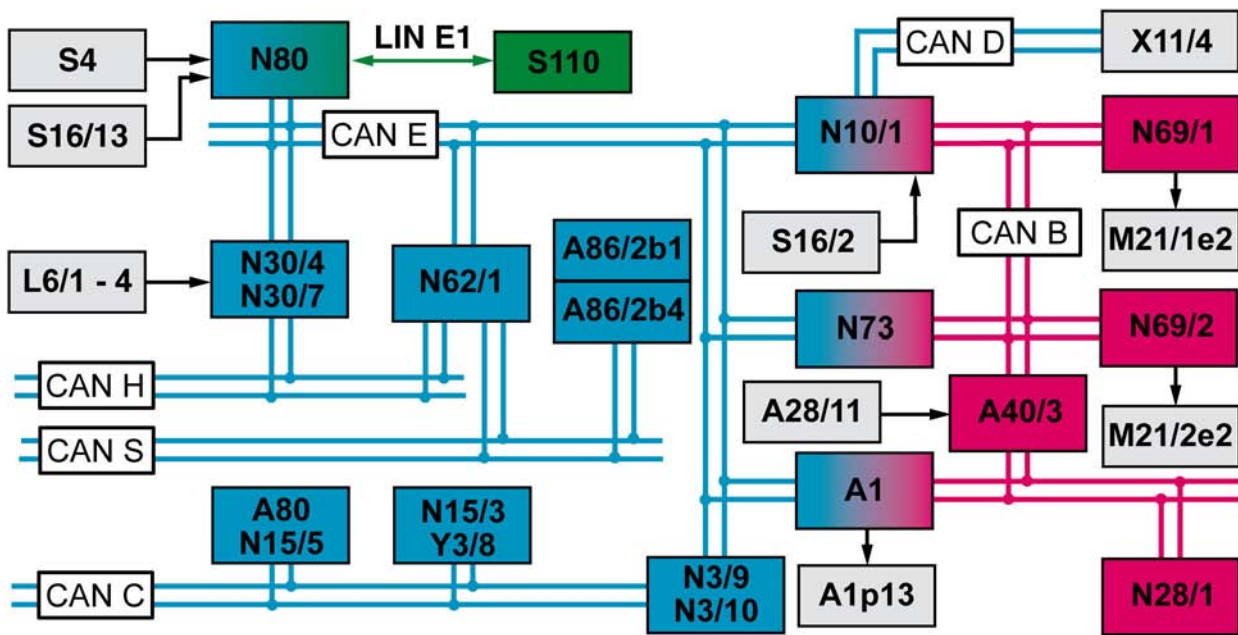 S4
N80
LIN E1
S110
CAN D
X11/4
S16/13
CAN E
N10/1
N69/1
S16/2
CAN B
M21/1e2
L6/1 - 4
N30/4
N30/7
N62/1
A86/2b1
A86/2b4
N73
N69/2
CAN H
A28/11
A40/3
M21/2e2
CAN S
A1
A80
N15/5
N15/3
Y3/8
CAN C
N3/9
N3/10
A1p13
N28/1